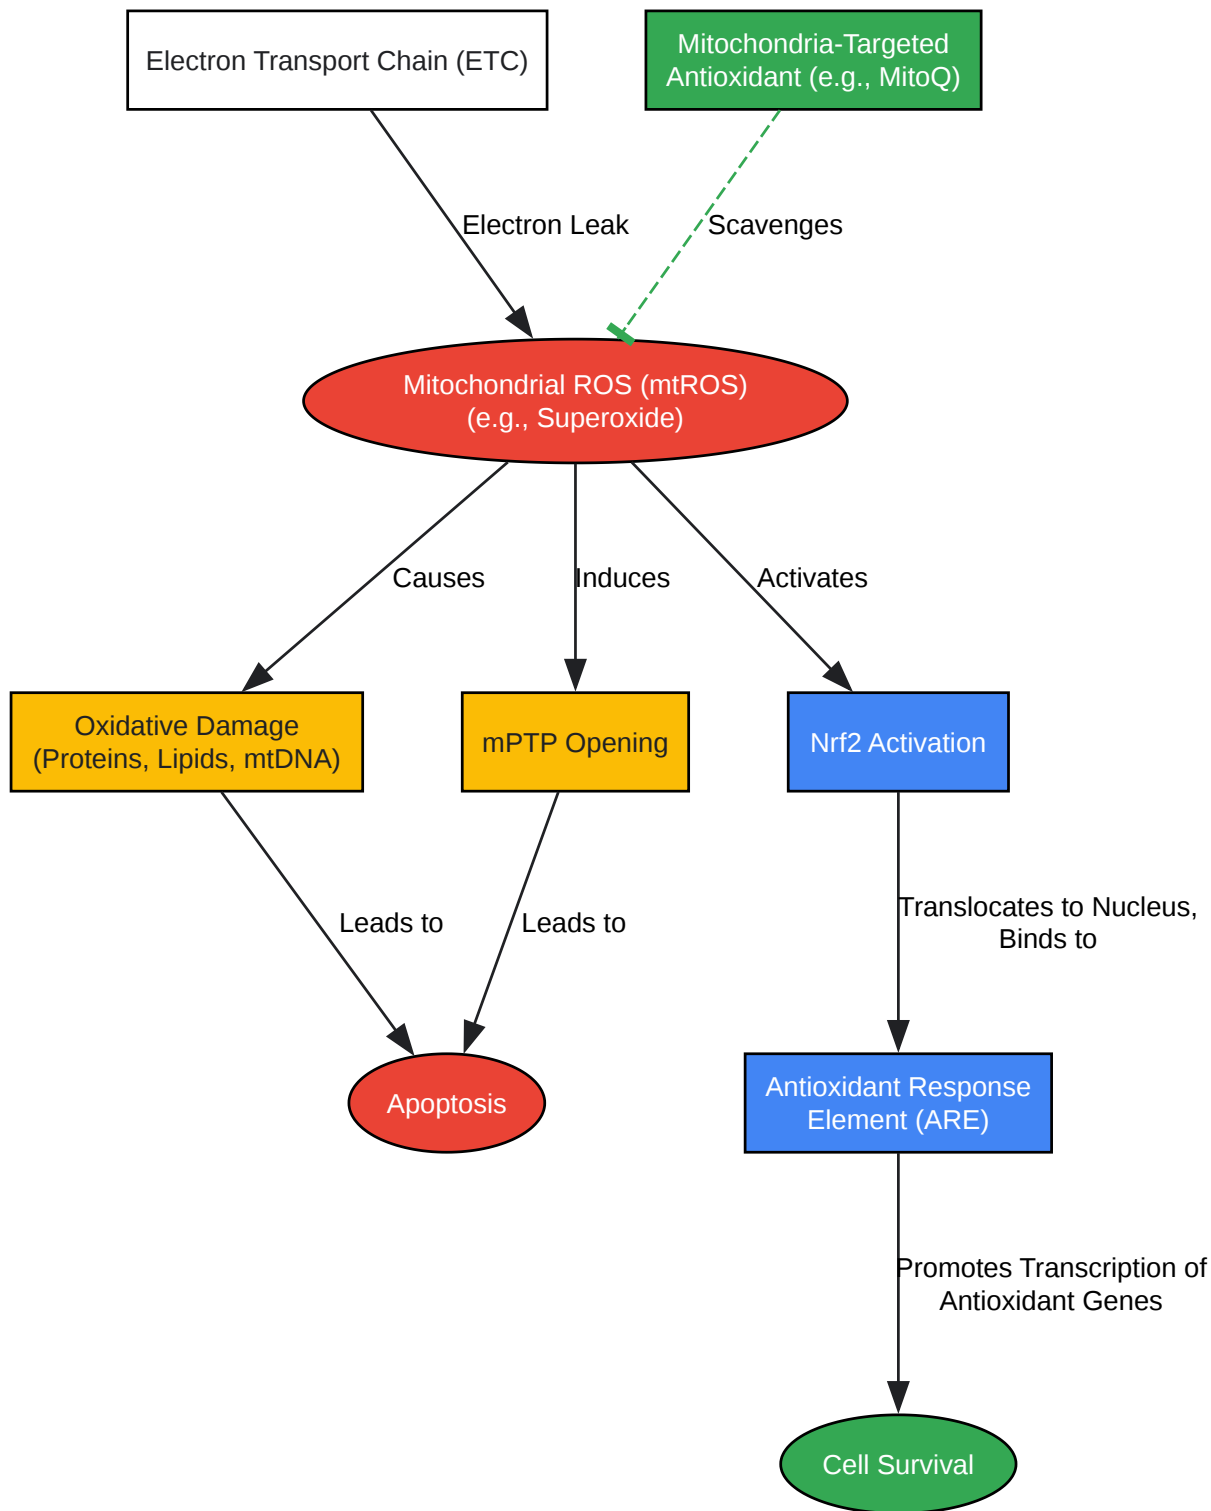 Electron Transport Chain (ETC)
Mitochondria-Targeted
Antioxidant (e.g., MitoQ)
Electron Leak
Scavenges
Mitochondrial ROS (mtROS)
(e.g., Superoxide)
Causes
Induces
Activates
Oxidative Damage
(Proteins, Lipids, mtDNA)
mPTP Opening
Nrf2 Activation
Leads to
Leads to
Translocates to Nucleus,
Binds to
Apoptosis
Antioxidant Response
Element (ARE)
Promotes Transcription of
Antioxidant Genes
Cell Survival